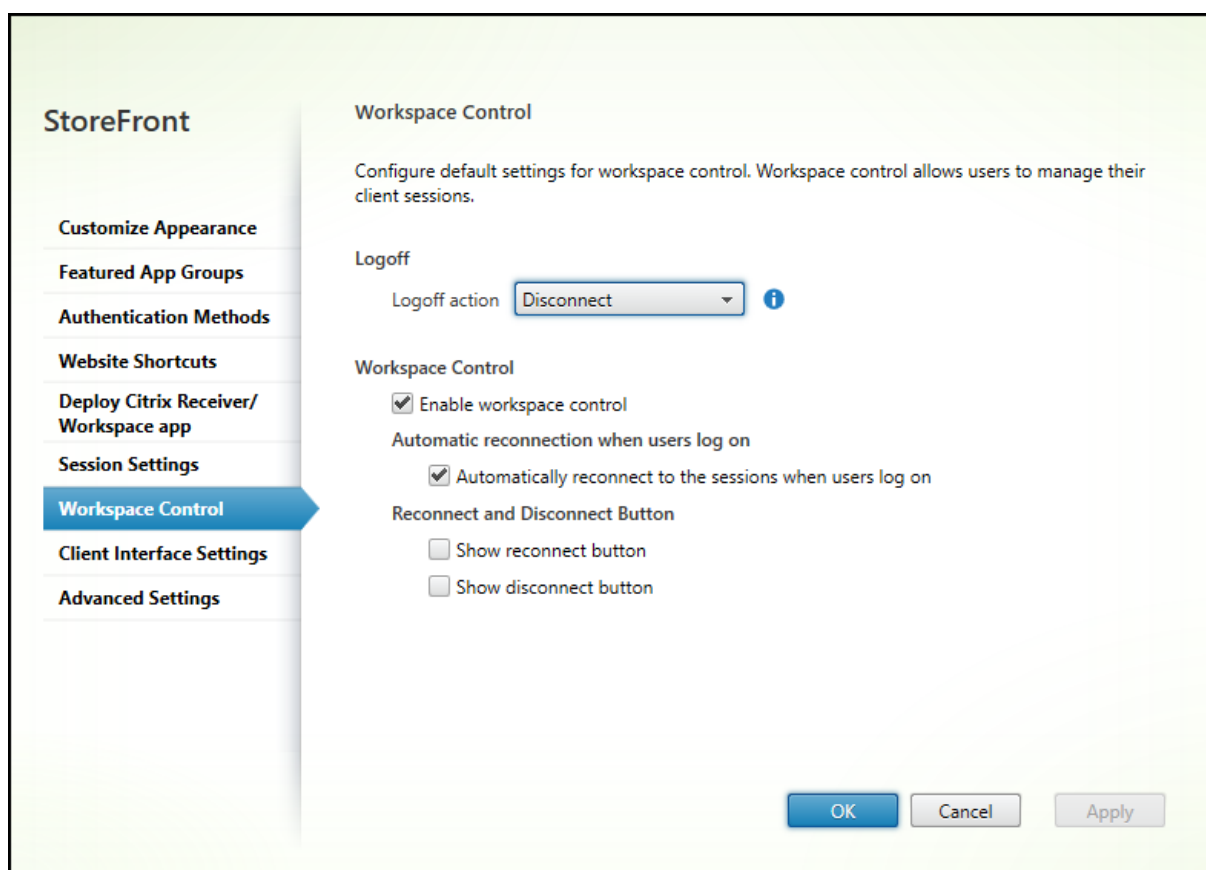 StoreFront
Customize Appearance
Featured App Groups
Authentication Methods
Website Shortcuts
Deploy Citrix Receiver/
Workspace app
Session Settings
Workspace Control
Client Interface Settings
Advanced Settings
Workspace Control
Configure default settings for workspace control. Workspace control allows users to manage their
client sessions.
Logoff
Logoff action Disconnect
Workspace Control
Enable workspace control
Automatic reconnection when users log on
Automatically reconnect to the sessions when users log on
Reconnect and Disconnect Button
Show reconnect button
Show disconnect button
OK Cancel Apply